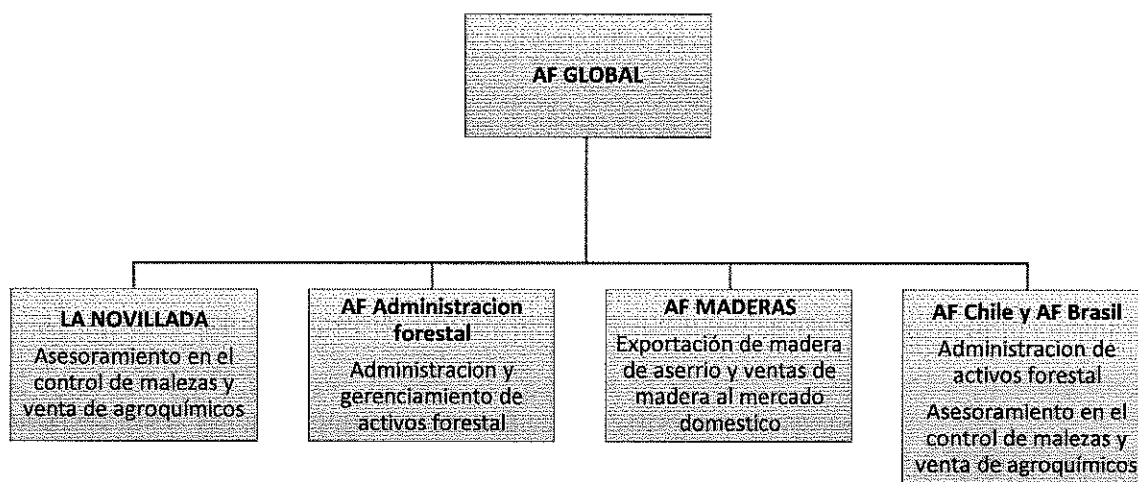 AF GLOBAL
LA NOVILLADA
Asesoramiento en el
control de malezas y
venta de agroquímicos
AF Administracion
forestal
Administracion y
gerenciamiento de
activos forestal
AF MADERAS
Exportación de madera
de aserrio y ventas de
madera al mercado
domestico
AF Chile y AF Brasil
Administracion de
activos forestal
Asesoramiento en el
control de malezas y
venta de agroquímicos